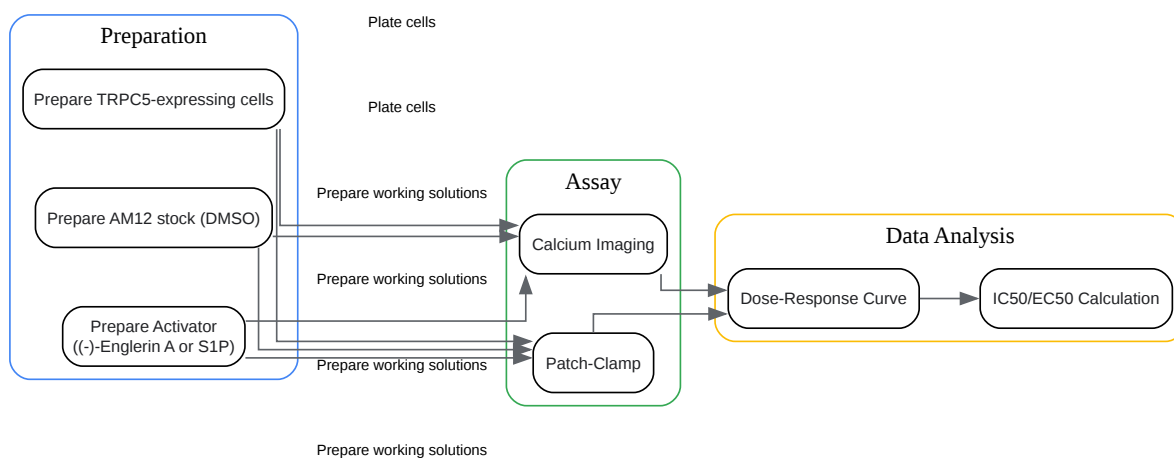 Preparation
Prepare TRPC5-expressing cells
Prepare AM12 stock (DMSO)
Prepare Activator
((-)-Englerin A or S1P)
Plate cells
Plate cells
Prepare working solutions
Prepare working solutions
Prepare working solutions
Prepare working solutions
Assay
Calcium Imaging
Patch-Clamp
Data Analysis
Dose-Response Curve
IC50/EC50 Calculation